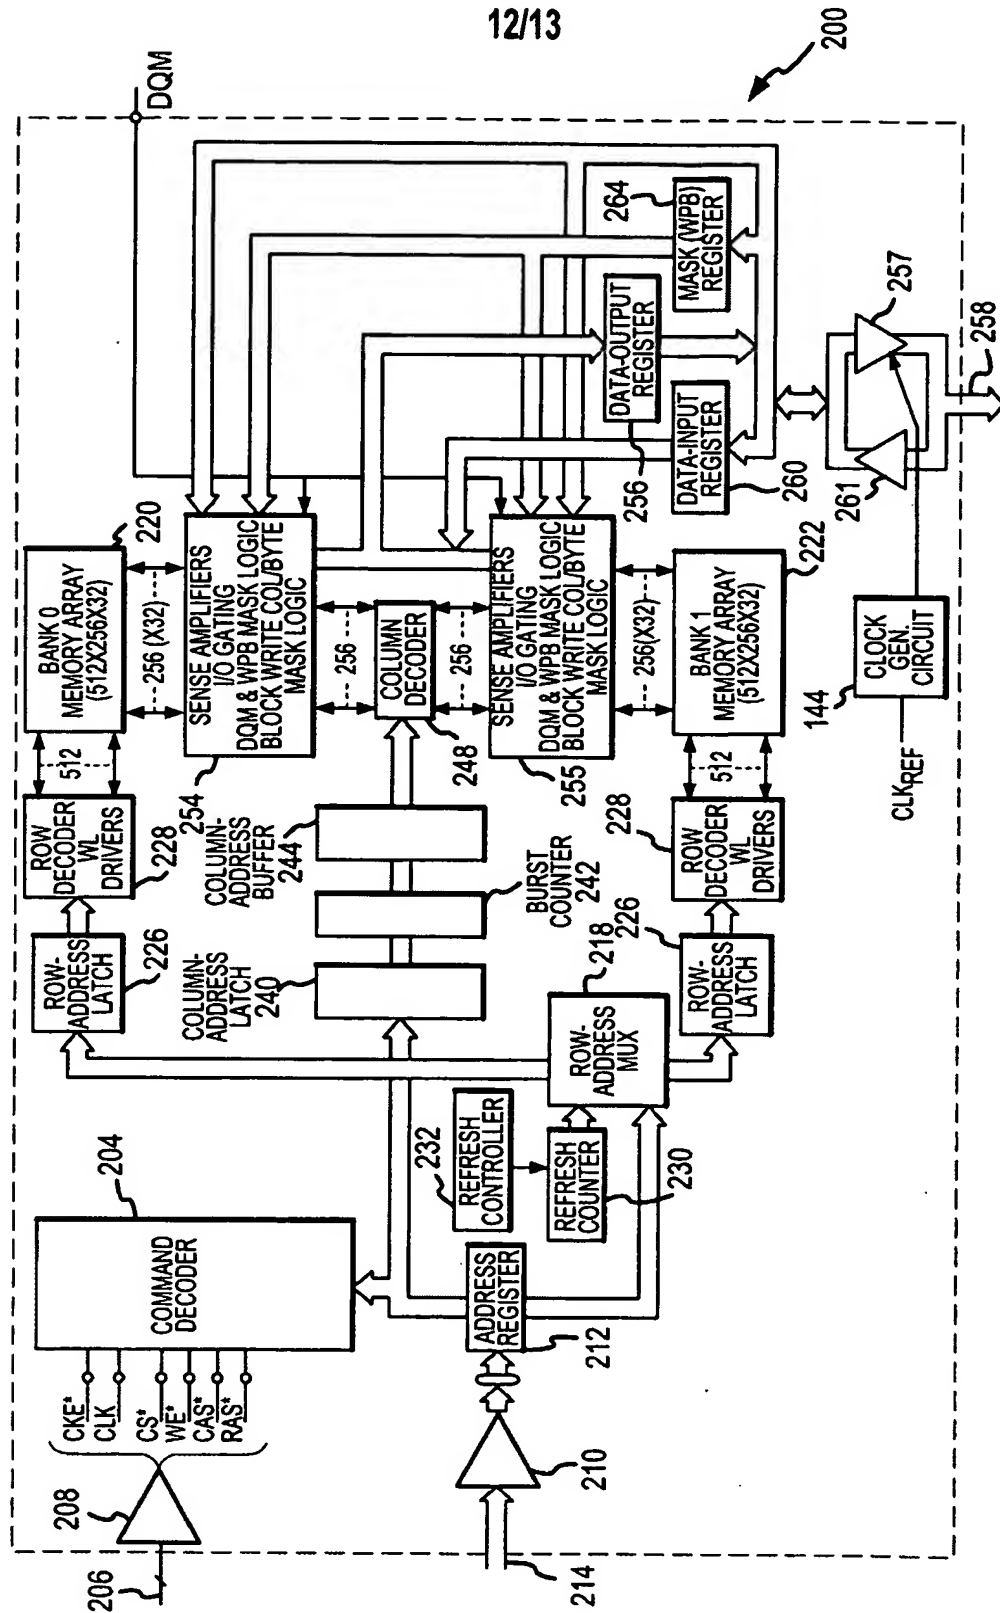 12/13
200
DQM
204
COMMAND
DECODER
CKE*
CLK
CS*
WE*
CAS*
RAS*
208
206
210
214
ADDRESS
REGISTER
212
REFRESH
CONTROLLER
232
REFRESH
COUNTER
230
ROW-
ADDRESS
MUX
218
ROW-
ADDRESS
LATCH
226
ROW
DECODER
WL
DRIVERS
228
512
BANK 0
MEMORY ARRAY
(512X256X32)
220
256 (X32)
SENSE AMPLIFIERS
I/O GATING
DQM & WPB MASK LOGIC
BLOCK WRITE COL/BYTE
MASK LOGIC
254
256
COLUMN
DECODER
248
256
COLUMN-
ADDRESS
LATCH
240
BURST
COUNTER
242
COLUMN-
ADDRESS
BUFFER
244
SENSE AMPLIFIERS
I/O GATING
DQM & WPB MASK LOGIC
BLOCK WRITE COL/BYTE
MASK LOGIC
255
256(X32)
BANK 1
MEMORY ARRAY
(512X256X32)
222
512
ROW
DECODER
WL
DRIVERS
228
ROW-
ADDRESS
LATCH
226
DATA-OUTPUT
REGISTER
256
DATA-INPUT
REGISTER
260
MASK (WPB)
REGISTER
264
257
261
258
CLOCK
GEN.
CIRCUIT
144
CLKREF